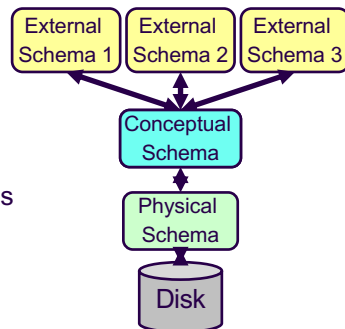 External External External
Schema 1 Schema 2 Schema 3
Conceptual
Schema
s
Physical
Schema
Disk